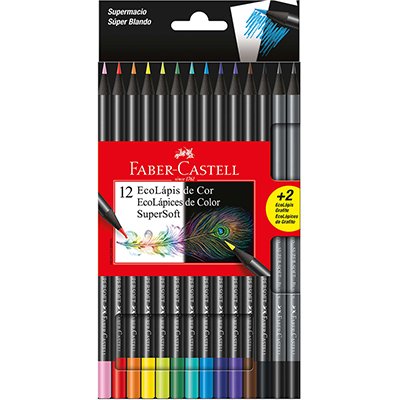 Supermacio
Súper Blando
FABER-CASTELL
since 1761
12 EcoLápis de Cor
EcoLápices de Color
SuperSoft
+2
EcoLápis
Grafite
EcoLápices
de Grafito